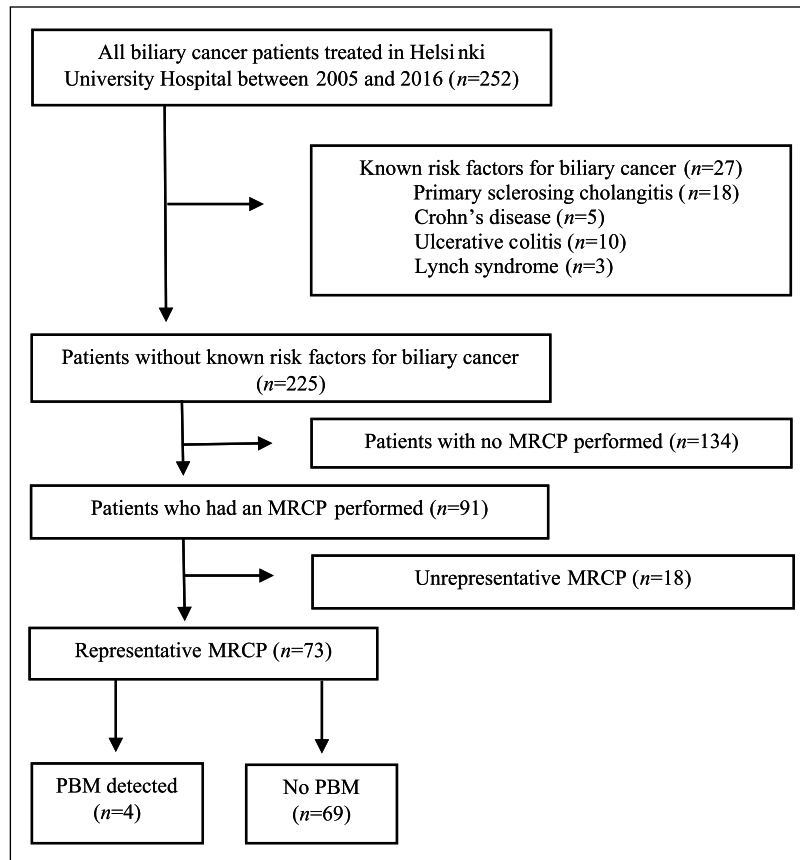 All biliary cancer patients treated in Helsinki
University Hospital between 2005 and 2016 (n=252)
Known risk factors for biliary cancer (n=27)
Primary sclerosing cholangitis (n=18)
Crohn's disease (n=5)
Ulcerative colitis (n=10)
Lynch syndrome (n=3)
Patients without known risk factors for biliary cancer
(n=225)
Patients with no MRCP performed (n=134)
Patients who had an MRCP performed (n=91)
Unrepresentative MRCP (n=18)
Representative MRCP (n=73)
PBM detected
(n=4)
No PBM
(n=69)